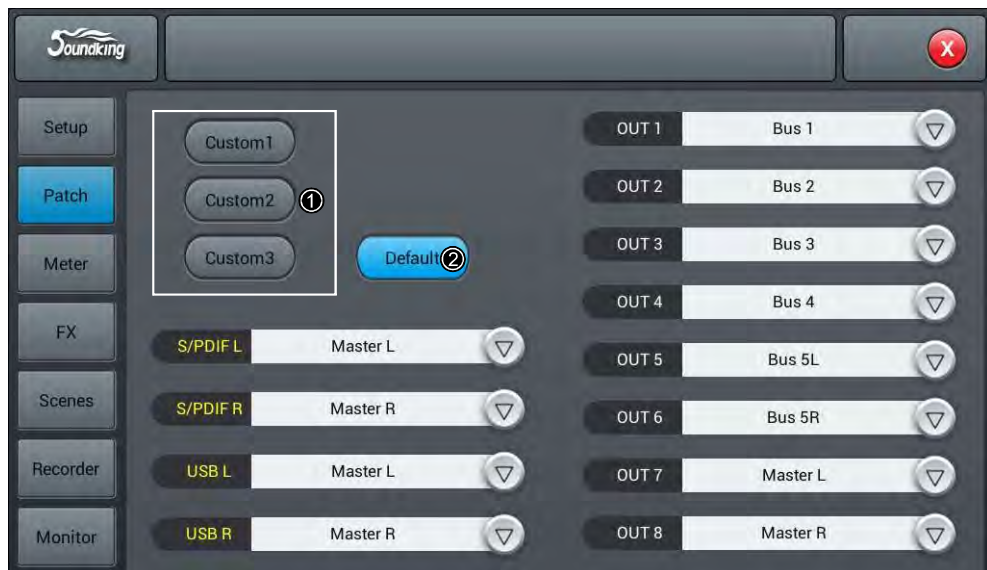 Soundking
X
Setup
Patch
Meter
FX
Scenes
Recorder
Monitor
Custom1
Custom2 ①
Custom3
Default ②
S/PDIF L Master L
S/PDIF R Master R
USB L Master L
USB R Master R
OUT 1 Bus 1
OUT 2 Bus 2
OUT 3 Bus 3
OUT 4 Bus 4
OUT 5 Bus 5L
OUT 6 Bus 5R
OUT 7 Master L
OUT 8 Master R